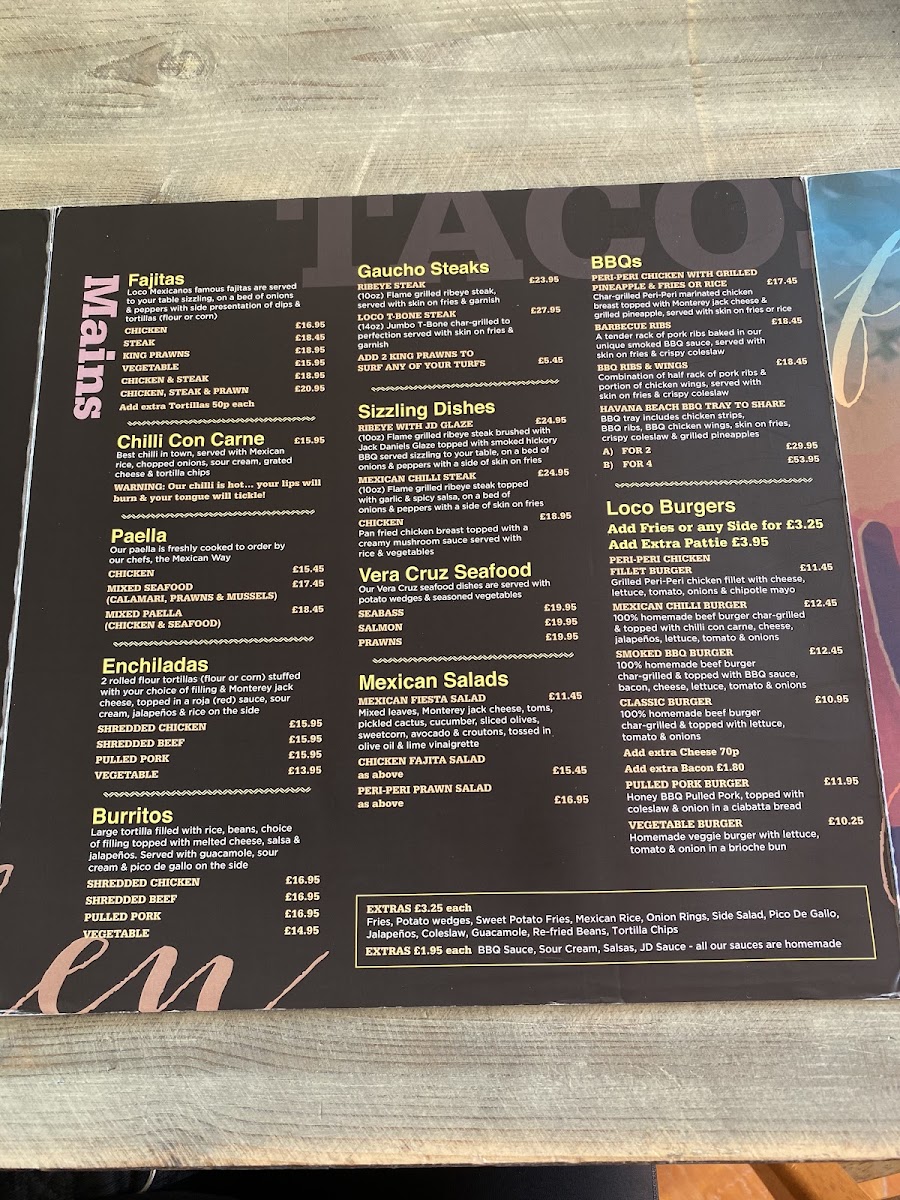 TACOS
Mains
Fajitas
Loco Mexicanos famous fajitas are served
to your table sizzling, on a bed of onions
& peppers with side presentation of dips &
tortillas (flour or corn)
CHICKEN £16.95
STEAK £18.45
KING PRAWNS £18.95
VEGETABLE £15.95
CHICKEN & STEAK £18.95
CHICKEN, STEAK & PRAWN £20.95
Add extra Tortillas 50p each
Chilli Con Carne £15.95
Best chilli in town, served with Mexican
rice, chopped onions, sour cream, grated
cheese & tortilla chips
WARNING: Our chilli is hot... your lips will
burn & your tongue will tickle!
Paella
Our paella is freshly cooked to order by
our chefs, the Mexican Way
CHICKEN £15.45
MIXED SEAFOOD £17.45
(CALAMARI, PRAWNS & MUSSELS)
MIXED PAELLA £18.45
(CHICKEN & SEAFOOD)
Enchiladas
2 rolled flour tortillas (flour or corn) stuffed
with your choice of filling & Monterey jack
cheese, topped in a roja (red) sauce, sour
cream, jalapeños & rice on the side
SHREDDED CHICKEN £15.95
SHREDDED BEEF £15.95
PULLED PORK £15.95
VEGETABLE £13.95
Burritos
Large tortilla filled with rice, beans, choice
of filling topped with melted cheese, salsa &
jalapeños. Served with guacamole, sour
cream & pico de gallo on the side
SHREDDED CHICKEN £16.95
SHREDDED BEEF £16.95
PULLED PORK £16.95
VEGETABLE £14.95
en
Gaucho Steaks
RIBEYE STEAK £23.95
(10oz) Flame grilled ribeye steak,
served with skin on fries & garnish
LOCO T-BONE STEAK £27.95
(14oz) Jumbo T-Bone char-grilled to
perfection served with skin on fries &
garnish
ADD 2 KING PRAWNS TO
SURF ANY OF YOUR TURFS £5.45
Sizzling Dishes
RIBEYE WITH JD GLAZE £24.95
(10oz) Flame grilled ribeye steak brushed with
Jack Daniels Glaze topped with smoked hickory
BBQ served sizzling to your table, on a bed of
onions & peppers with a side of skin on fries
MEXICAN CHILLI STEAK £24.95
(10oz) Flame grilled ribeye steak topped
with garlic & spicy salsa, on a bed of
onions & peppers with a side of skin on fries
CHICKEN £18.95
Pan fried chicken breast topped with a
creamy mushroom sauce served with
rice & vegetables
Vera Cruz Seafood
Our Vera Cruz seafood dishes are served with
potato wedges & seasoned vegetables
SEABASS £19.95
SALMON £19.95
PRAWNS £19.95
Mexican Salads
MEXICAN FIESTA SALAD £11.45
Mixed leaves, Monterey jack cheese, toms,
pickled cactus, cucumber, sliced olives,
sweetcorn, avocado & croutons, tossed in
olive oil & lime vinaigrette
CHICKEN FAJITA SALAD
as above £15.45
PERI-PERI PRAWN SALAD
as above £16.95
BBQs
PERI-PERI CHICKEN WITH GRILLED
PINEAPPLE & FRIES OR RICE £17.45
Char-grilled Peri-Peri marinated chicken
breast topped with Monterey jack cheese &
grilled pineapple, served with skin on fries or rice
BARBECUE RIBS £18.45
A tender rack of pork ribs baked in our
unique smoked BBQ sauce, served with
skin on fries & crispy coleslaw
BBQ RIBS & WINGS £18.45
Combination of half rack of pork ribs &
portion of chicken wings, served with
skin on fries & crispy coleslaw
HAVANA BEACH BBQ TRAY TO SHARE
BBQ tray includes chicken strips,
BBQ ribs, BBQ chicken wings, skin on fries,
crispy coleslaw & grilled pineapples
A) FOR 2 £29.95
B) FOR 4 £53.95
Loco Burgers
Add Fries or any Side for £3.25
Add Extra Pattie £3.95
PERI-PERI CHICKEN
FILLET BURGER £11.45
Grilled Peri-Peri chicken fillet with cheese,
lettuce, tomato, onions & chipotle mayo
MEXICAN CHILLI BURGER £12.45
100% homemade beef burger char-grilled
& topped with chilli con carne, cheese,
jalapeños, lettuce, tomato & onions
SMOKED BBQ BURGER £12.45
100% homemade beef burger
char-grilled & topped with BBQ sauce,
bacon, cheese, lettuce, tomato & onions
CLASSIC BURGER £10.95
100% homemade beef burger
char-grilled & topped with lettuce,
tomato & onions
Add extra Cheese 70p
Add extra Bacon £1.80
PULLED PORK BURGER £11.95
Honey BBQ Pulled Pork, topped with
coleslaw & onion in a ciabatta bread
VEGETABLE BURGER £10.25
Homemade veggie burger with lettuce,
tomato & onion in a brioche bun
EXTRAS £3.25 each
Fries, Potato wedges, Sweet Potato Fries, Mexican Rice, Onion Rings, Side Salad, Pico De Gallo,
Jalapeños, Coleslaw, Guacamole, Re-fried Beans, Tortilla Chips
EXTRAS £1.95 each BBQ Sauce, Sour Cream, Salsas, JD Sauce - all our sauces are homemade